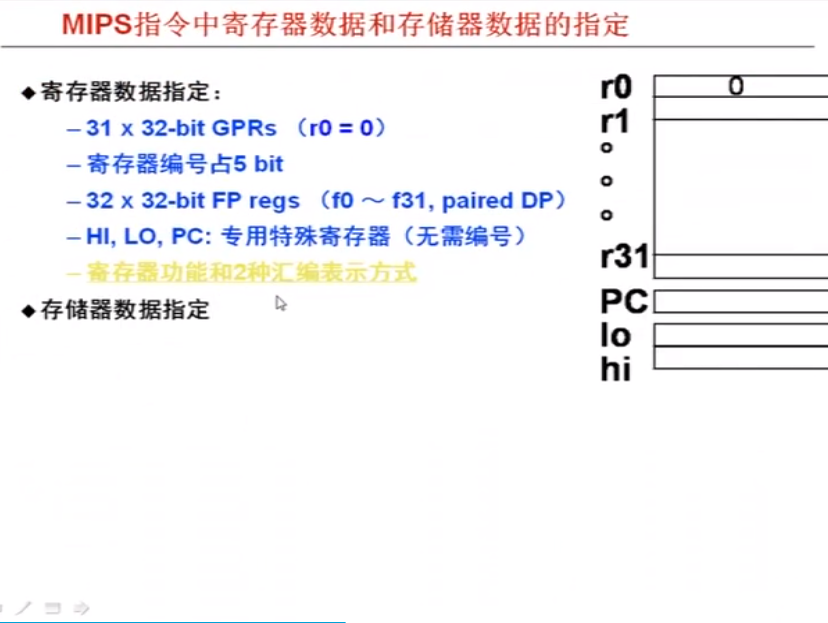 MIPS指令中寄存器数据和存储器数据的指定
◆寄存器数据指定：
– 31 x 32-bit GPRs （r0 = 0）
– 寄存器编号占5 bit
– 32 x 32-bit FP regs （f0 ～ f31, paired DP）
– HI, LO, PC: 专用特殊寄存器（无需编号）
– 寄存器功能和2种汇编表示方式
◆存储器数据指定
r0 0
r1
r31
PC
lo
hi